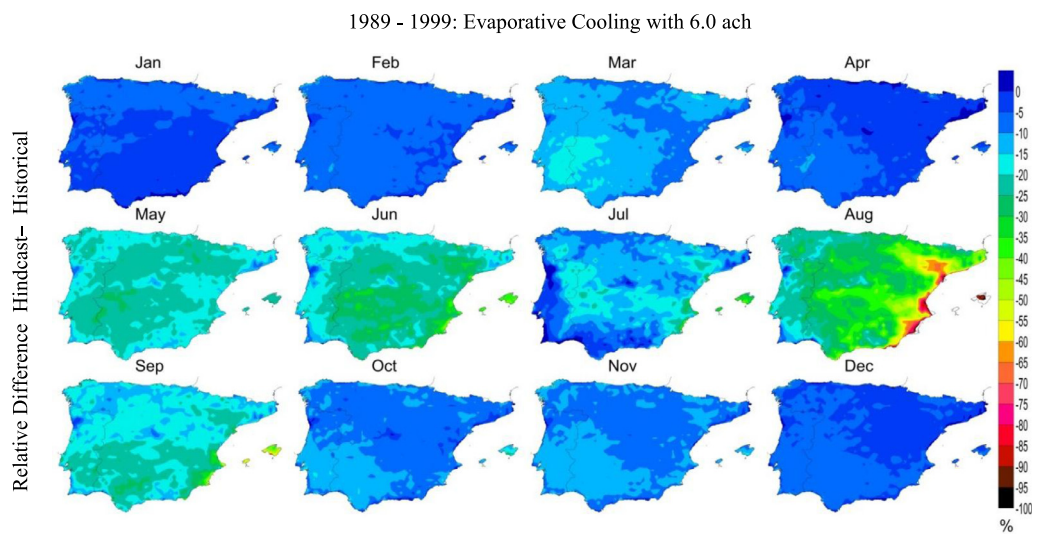 1989 - 1999: Evaporative Cooling with 6.0 ach
Relative Difference Hindcast- Historical
Jan
Feb
Mar
Apr
May
Jun
Jul
Aug
Sep
Oct
Nov
Dec
0
-5
-10
-15
-20
-25
-30
-35
-40
-45
-50
-55
-60
-65
-70
-75
-80
-85
-90
-95
-100
%